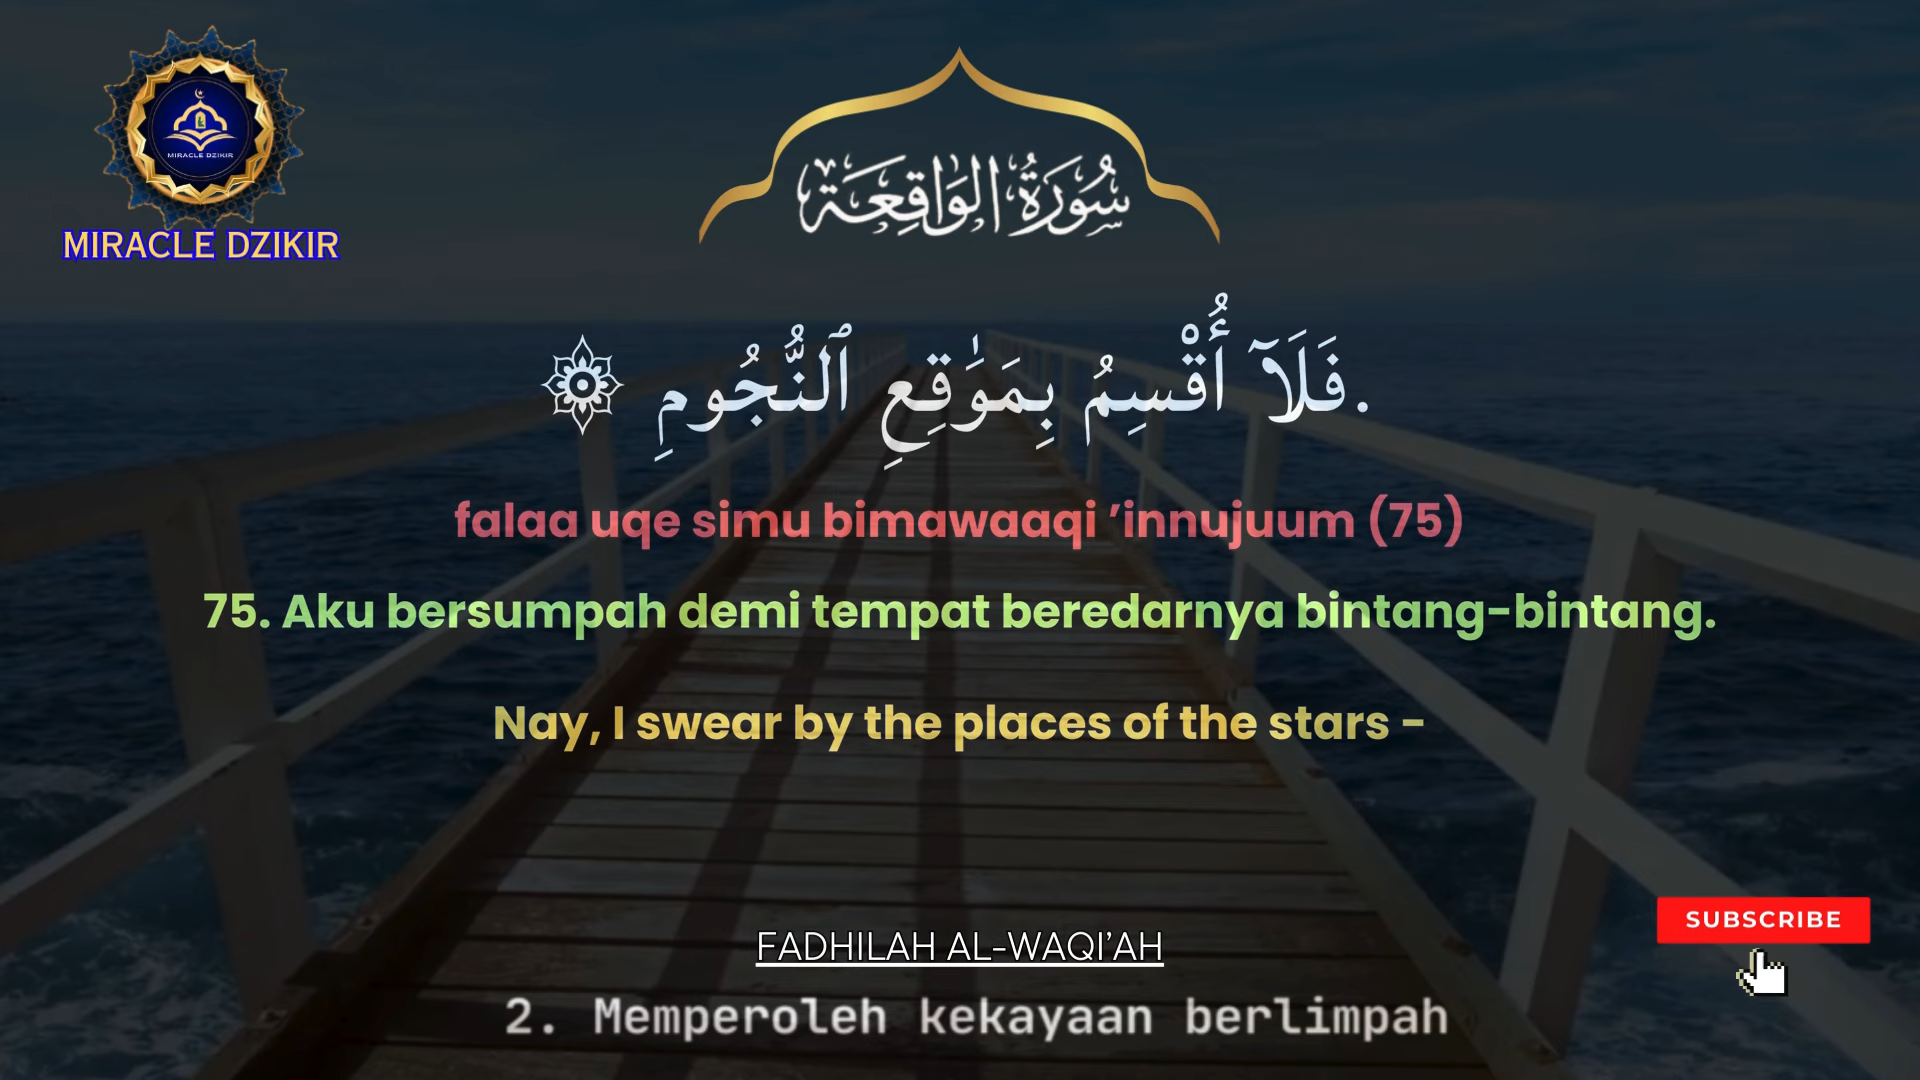 MIRACLE DZIKIR
MIRACLE DZIKIR
سُورَةُ الوَاقِعَة
.فَلَآ أُقْسِمُ بِمَوَٰقِعِ ٱلنُّجُومِ ۞
falaa uqe simu bimawaaqi ’innujuum (75)
75. Aku bersumpah demi tempat beredarnya bintang-bintang.
Nay, I swear by the places of the stars -
SUBSCRIBE
FADHILAH AL-WAQI’AH
2. Memperoleh kekayaan berlimpah